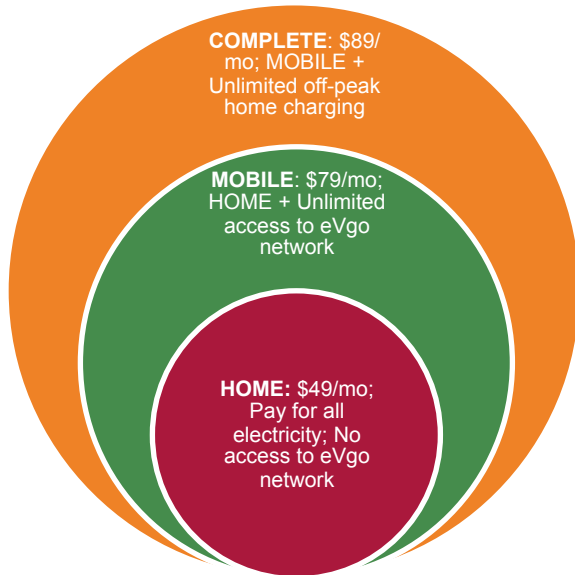 COMPLETE: $89/
mo; MOBILE +
Unlimited off-peak
home charging
MOBILE: $79/mo;
HOME + Unlimited
access to eVgo
network
HOME: $49/mo;
Pay for all
electricity; No
access to eVgo
network